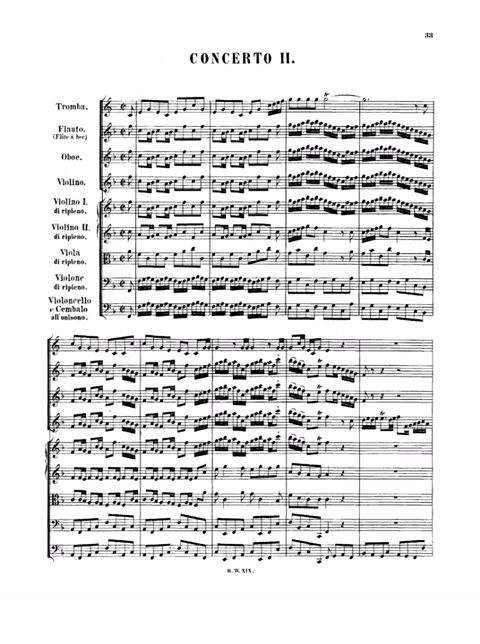 33
CONCERTO II.
Tromba.
Flauto.
(Flûte à bec)
Oboe.
Violino.
Violino I.
di ripieno.
Violino II.
di ripieno.
Viola
di ripieno.
Violone
di ripieno.
Violoncello
e Cembalo
all'unisono.
B. W. XIX.